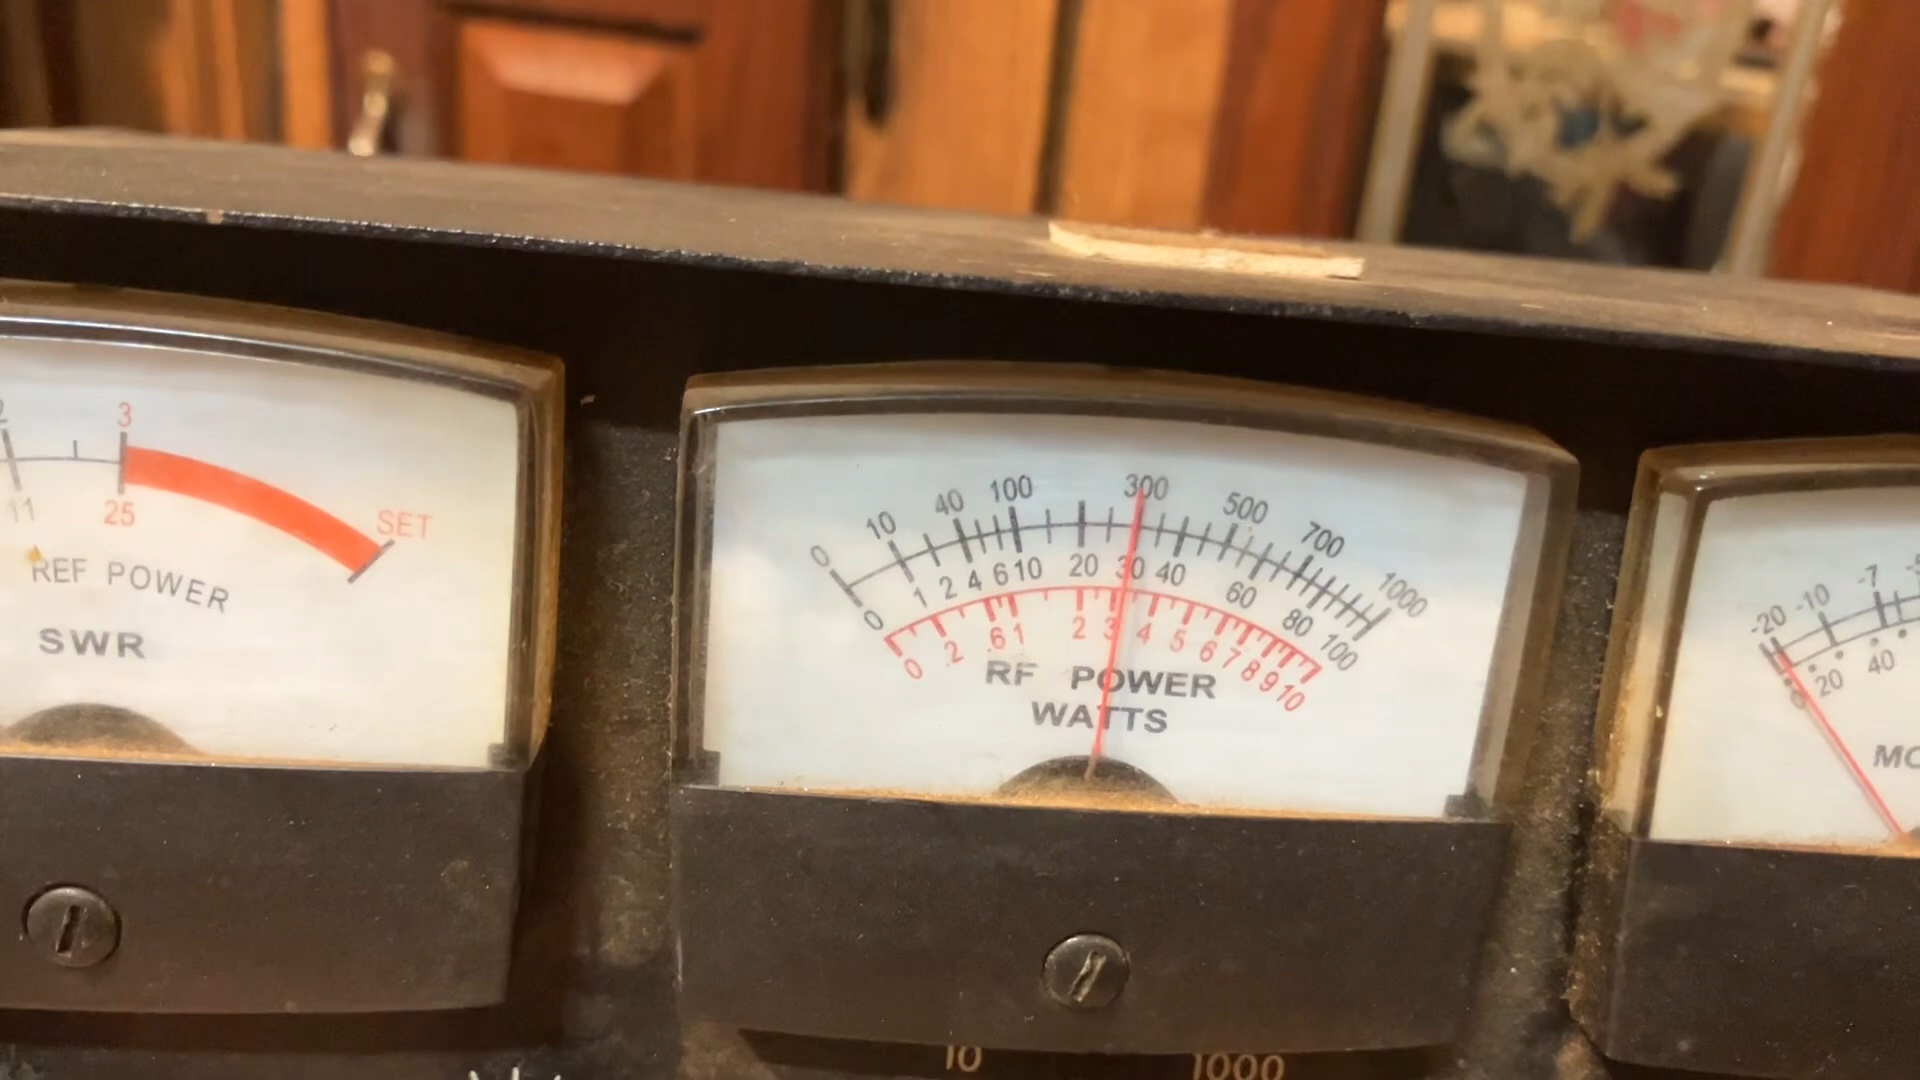 3
11
25
SET
REF POWER
SWR
0 10 40 100 300 500 700 1000
0 1 2 4 6 10 20 30 40 60 80 100
0 .2 .6 1 2 3 4 5 6 7 8 9 10
RF POWER
WATTS
-20 -10 -7
0 20 40
10 1000